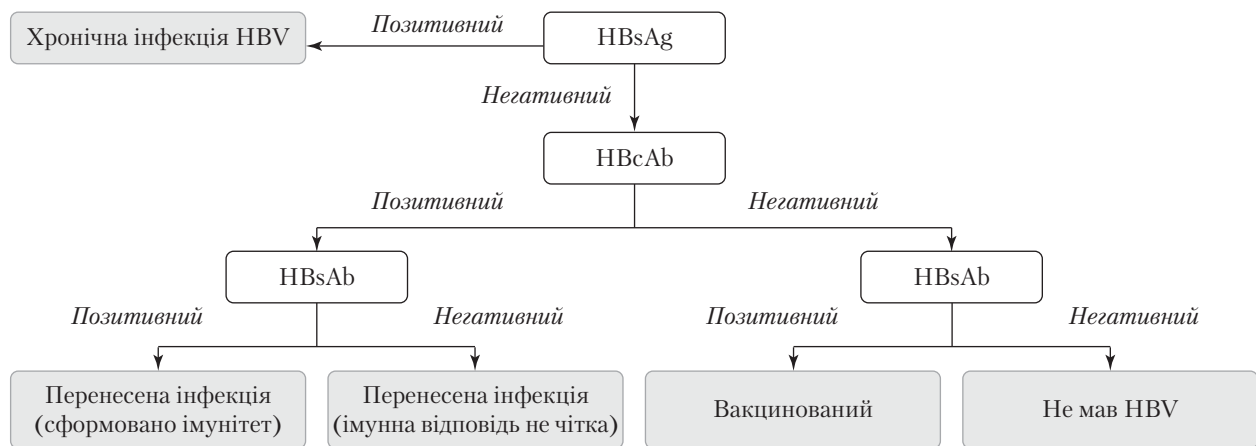 Хронічна інфекція HBV
Позитивний
HBsAg
Негативний
HBcAb
Позитивний
Негативний
HBsAb
HBsAb
Позитивний
Негативний
Позитивний
Негативний
Перенесена інфекція
(сформовано імунітет)
Перенесена інфекція
(імунна відповідь не чітка)
Вакцинований
Не мав HBV